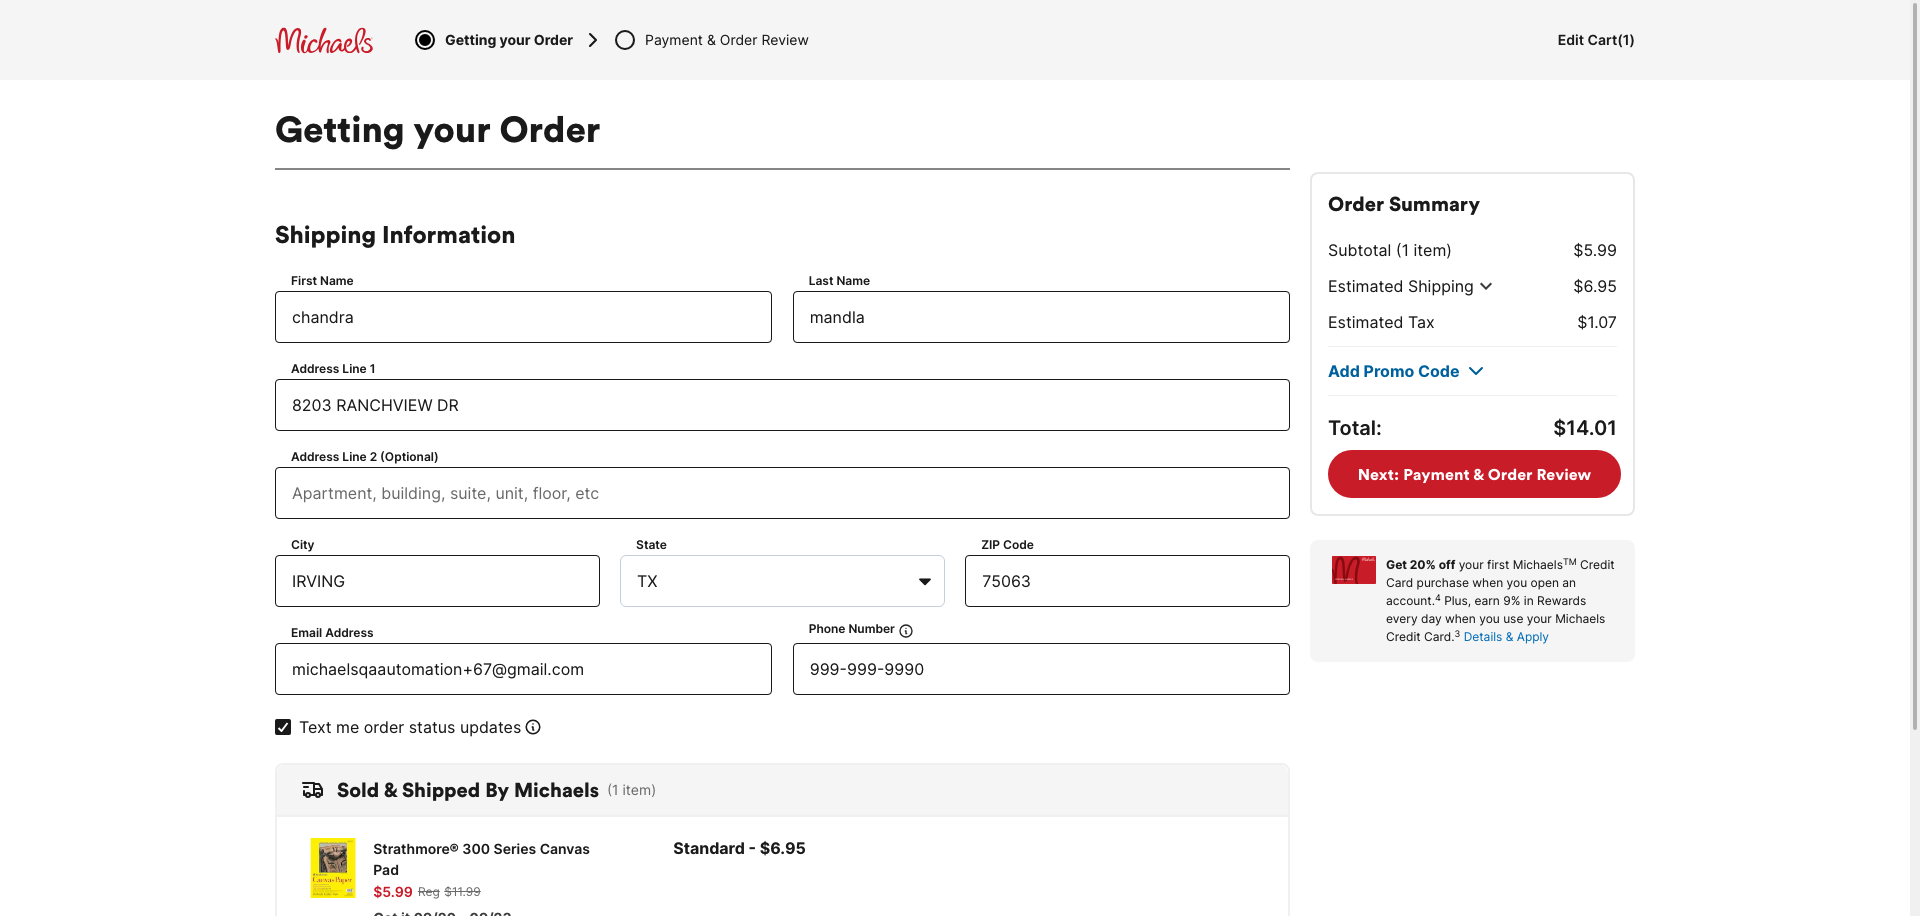 Michaels
Getting your Order
Payment & Order Review
Edit Cart(1)
Getting your Order
Shipping Information
First Name
Last Name
chandra
mandla
Address Line 1
8203 RANCHVIEW DR
Address Line 2 (Optional)
Apartment, building, suite, unit, floor, etc
City
State
ZIP Code
IRVING
TX
75063
Email Address
Phone Number
michaelsqaautomation+67@gmail.com
999-999-9990
Text me order status updates
Sold & Shipped By Michaels (1 item)
Strathmore® 300 Series Canvas
Pad
$5.99 Reg $11.99
Standard - $6.95
Canvas Paper
Order Summary
Subtotal (1 item) $5.99
Estimated Shipping $6.95
Estimated Tax $1.07
Add Promo Code
Total: $14.01
Next: Payment & Order Review
Get 20% off your first Michaels™ Credit
Card purchase when you open an
account.⁴ Plus, earn 9% in Rewards
every day when you use your Michaels
Credit Card.³ Details & Apply